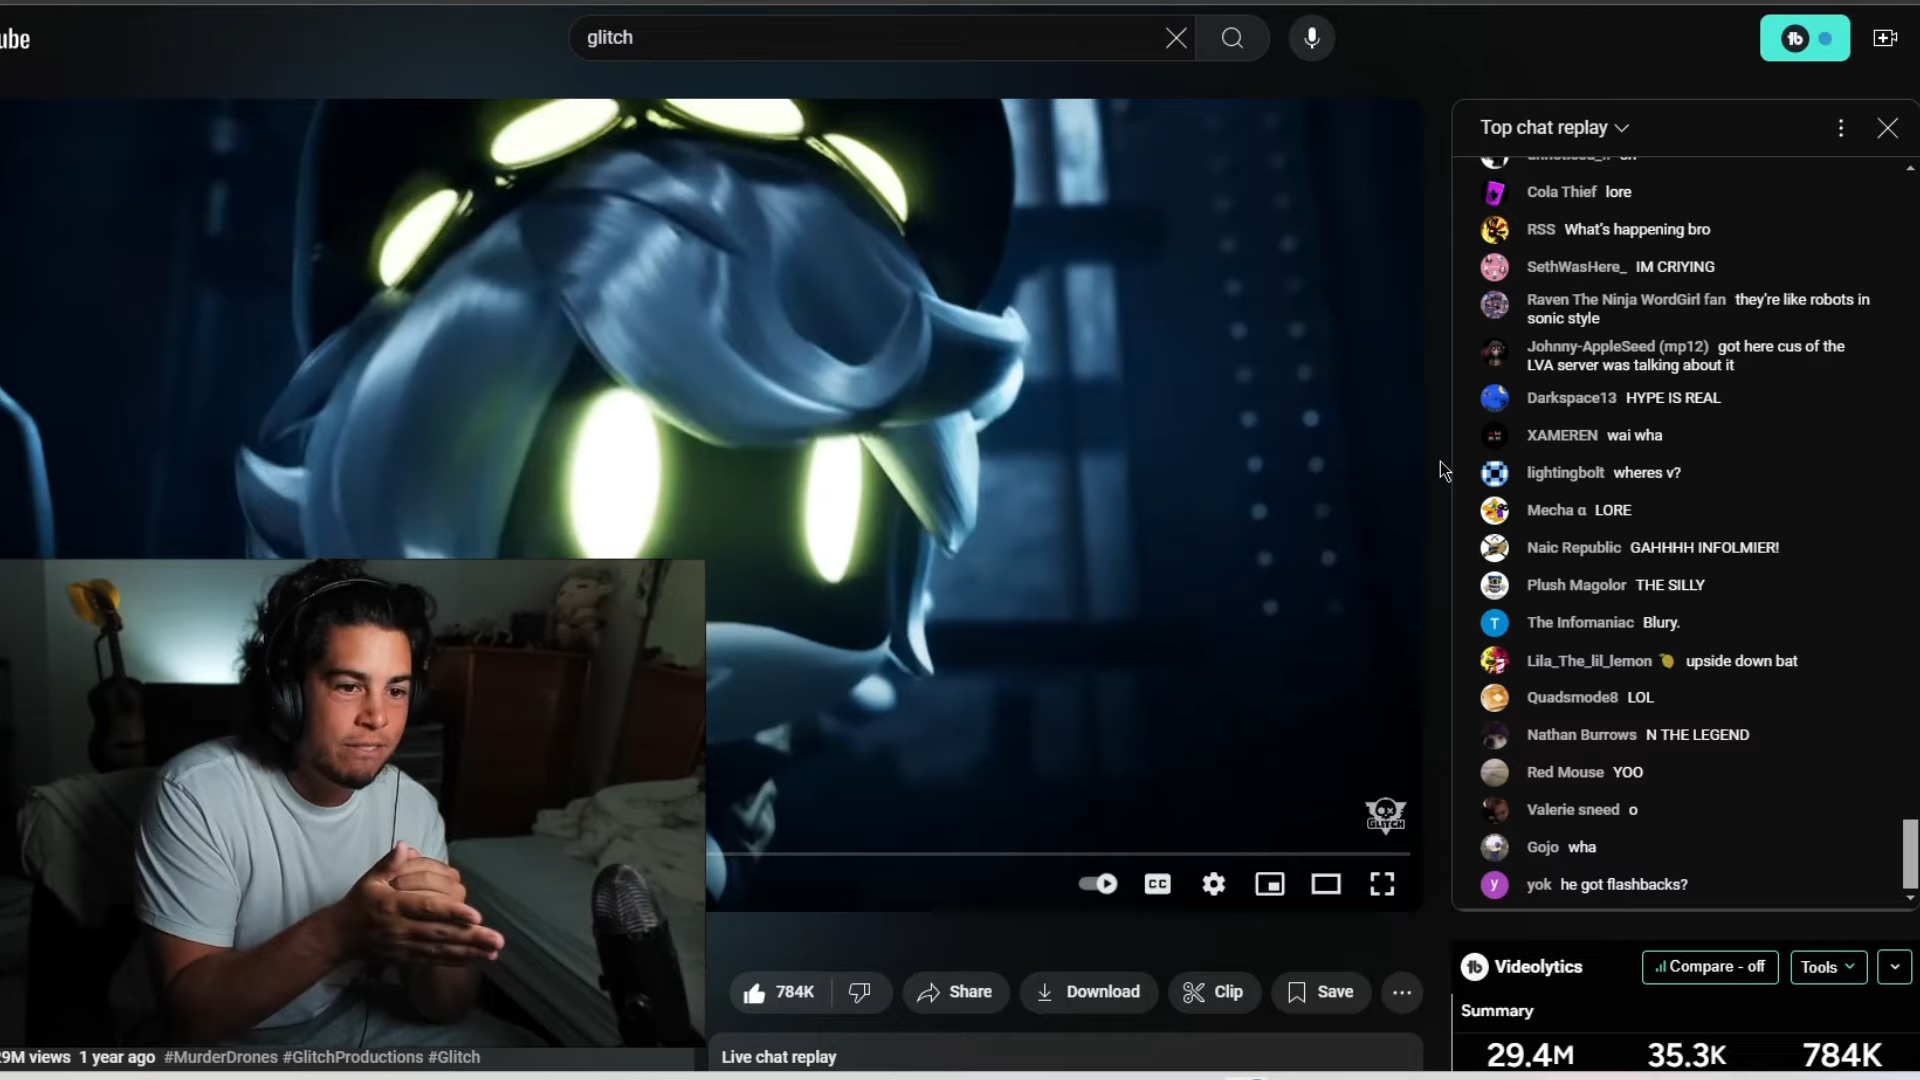 ube
glitch
Top chat replay
Cola Thief lore
RSS What's happening bro
SethWasHere_ IM CRIYING
Raven The Ninja WordGirl fan they're like robots in
sonic style
Johnny-AppleSeed (mp12) got here cus of the
LVA server was talking about it
Darkspace13 HYPE IS REAL
XAMEREN wai wha
lightingbolt wheres v?
Mecha α LORE
Naic Republic GAHHHH INFOLMIER!
Plush Magolor THE SILLY
T The Infomaniac Blury.
Lila_The_lil_lemon 🍋 upside down bat
Quadsmode8 LOL
Nathan Burrows N THE LEGEND
Red Mouse YOO
Valerie sneed o
Gojo wha
y yok he got flashbacks?
GLITCH
CC
784K
Share
Download
Clip
Save
Videolytics
Compare - off
Tools
Summary
29.4M 35.3K 784K
29M views 1 year ago #MurderDrones #GlitchProductions #Glitch
Live chat replay